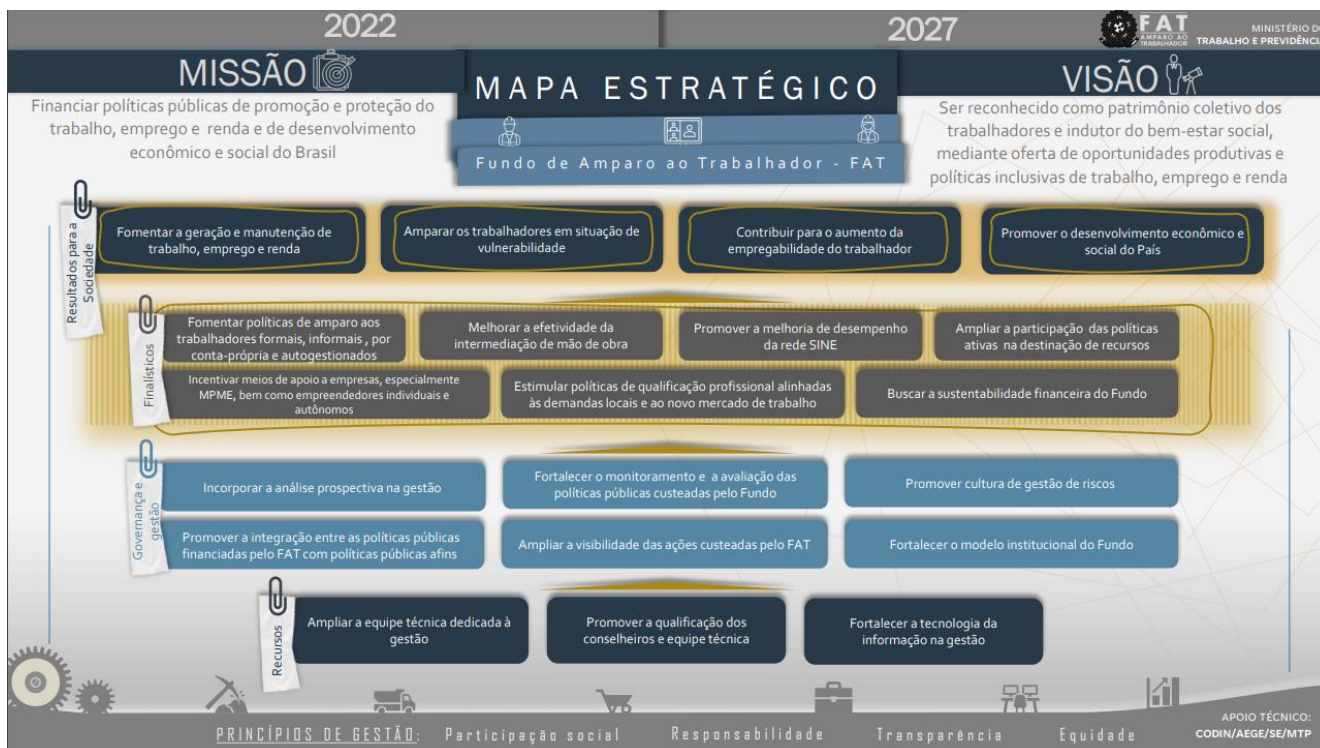 2022
2027
FAT
AMPARO AO
TRABALHADOR
MINISTÉRIO DO
TRABALHO E PREVIDÊNCIA
MISSÃO
Financiar políticas públicas de promoção e proteção do
trabalho, emprego e renda e de desenvolvimento
econômico e social do Brasil
MAPA ESTRATÉGICO
Fundo de Amparo ao Trabalhador - FAT
VISÃO
Ser reconhecido como patrimônio coletivo dos
trabalhadores e indutor do bem-estar social,
mediante oferta de oportunidades produtivas e
políticas inclusivas de trabalho, emprego e renda
Resultados para a
Sociedade
Fomentar a geração e manutenção de
trabalho, emprego e renda
Amparar os trabalhadores em situação de
vulnerabilidade
Contribuir para o aumento da
empregabilidade do trabalhador
Promover o desenvolvimento econômico e
social do País
Finalísticos
Fomentar políticas de amparo aos
trabalhadores formais, informais , por
conta-própria e autogestionados
Melhorar a efetividade da
intermediação de mão de obra
Promover a melhoria de desempenho
da rede SINE
Ampliar a participação das políticas
ativas na destinação de recursos
Incentivar meios de apoio a empresas, especialmente
MPME, bem como empreendedores individuais e
autônomos
Estimular políticas de qualificação profissional alinhadas
às demandas locais e ao novo mercado de trabalho
Buscar a sustentabilidade financeira do Fundo
Governança e
gestão
Incorporar a análise prospectiva na gestão
Fortalecer o monitoramento e a avaliação das
políticas públicas custeadas pelo Fundo
Promover cultura de gestão de riscos
Promover a integração entre as políticas públicas
financiadas pelo FAT com políticas públicas afins
Ampliar a visibilidade das ações custeadas pelo FAT
Fortalecer o modelo institucional do Fundo
Recursos
Ampliar a equipe técnica dedicada à
gestão
Promover a qualificação dos
conselheiros e equipe técnica
Fortalecer a tecnologia da
informação na gestão
PRINCÍPIOS DE GESTÃO: Participação social Responsabilidade Transparência Equidade
APOIO TÉCNICO:
CODIN/AEGE/SE/MTP